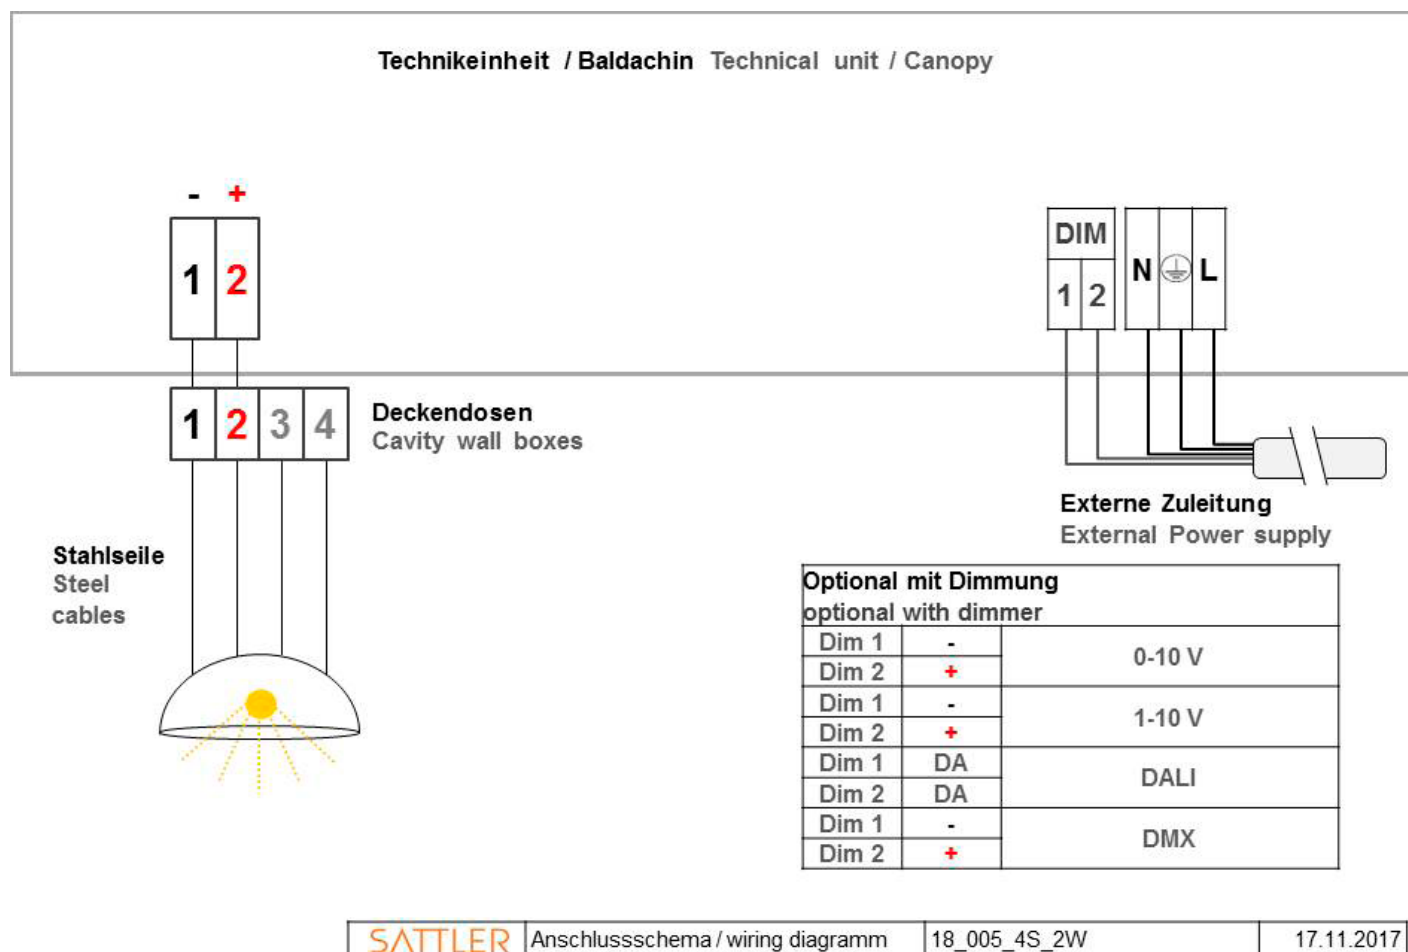 Technikeinheit / Baldachin Technical unit / Canopy
- +
1 2
DIM
1 2
N L
1 2 3 4
Deckendosen
Cavity wall boxes
Externe Zuleitung
External Power supply
Stahlseile
Steel
cables
Optional mit Dimmung
optional with dimmer
Dim 1 - 0-10 V
Dim 2 +
Dim 1 - 1-10 V
Dim 2 +
Dim 1 DA DALI
Dim 2 DA
Dim 1 - DMX
Dim 2 +
SATTLER Anschlussschema / wiring diagramm 18_005_4S_2W 17.11.2017